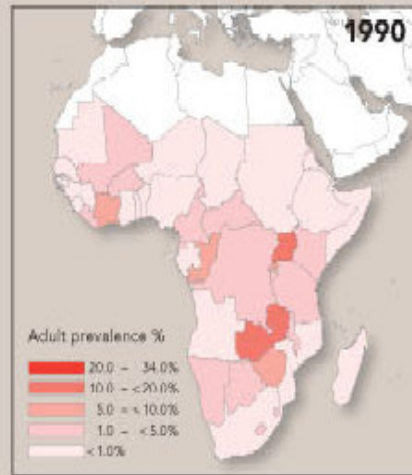 1990
Adult prevalence %
20.0 – 34.0%
10.0 – <20.0%
5.0 – <10.0%
1.0 – <5.0%
<1.0%